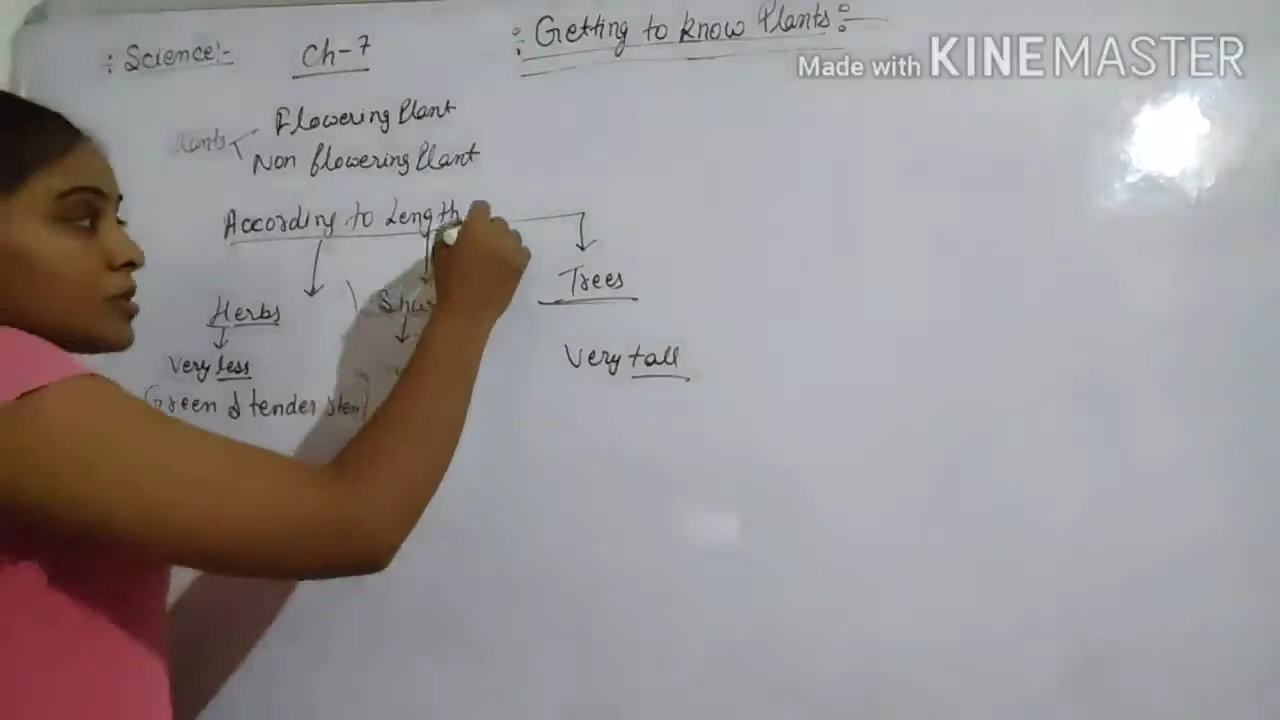 : Science:-
Ch-7
: Getting to know Plants :
Made with KINEMASTER
Plants
Flowering Plant
Non flowering Plant
According to Length
Herbs
Trees
Very less
Very tall
Green & tender stem